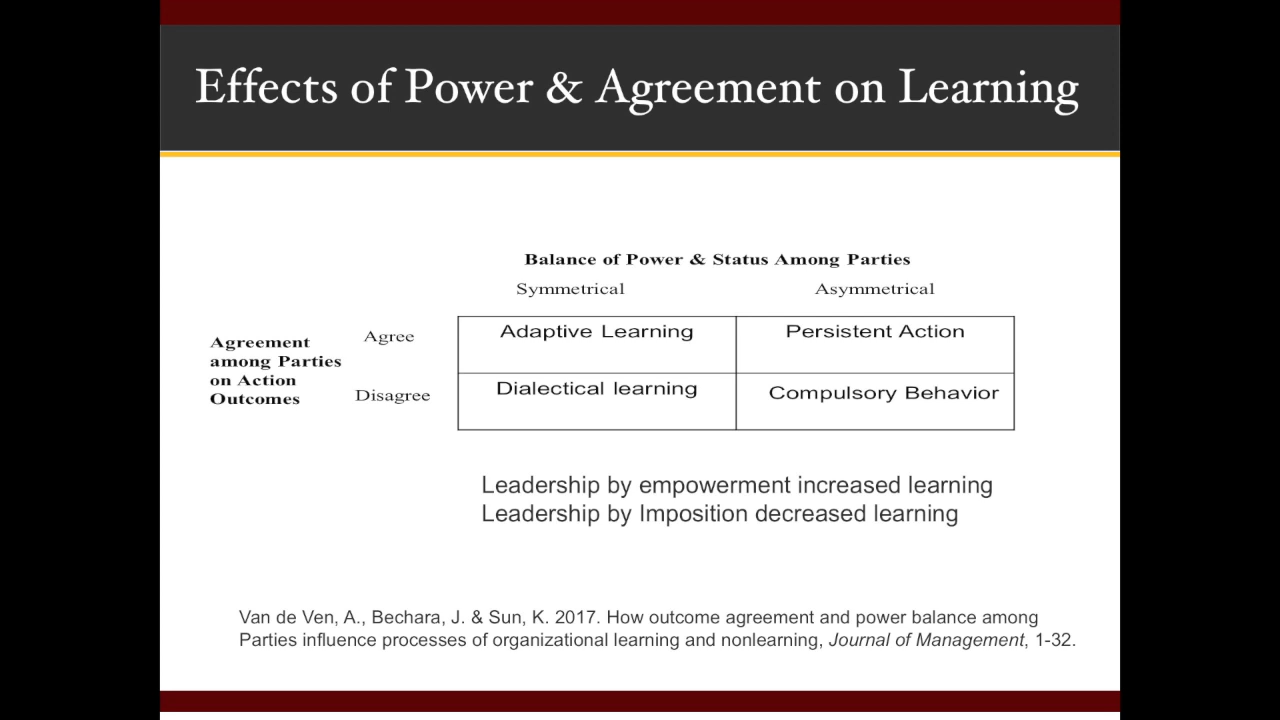 Effects of Power & Agreement on Learning
Balance of Power & Status Among Parties
Symmetrical Asymmetrical
Agreement
among Parties
on Action
Outcomes
Agree
Adaptive Learning
Persistent Action
Disagree
Dialectical learning
Compulsory Behavior
Leadership by empowerment increased learning
Leadership by Imposition decreased learning
Van de Ven, A., Bechara, J. & Sun, K. 2017. How outcome agreement and power balance among
Parties influence processes of organizational learning and nonlearning, Journal of Management, 1-32.